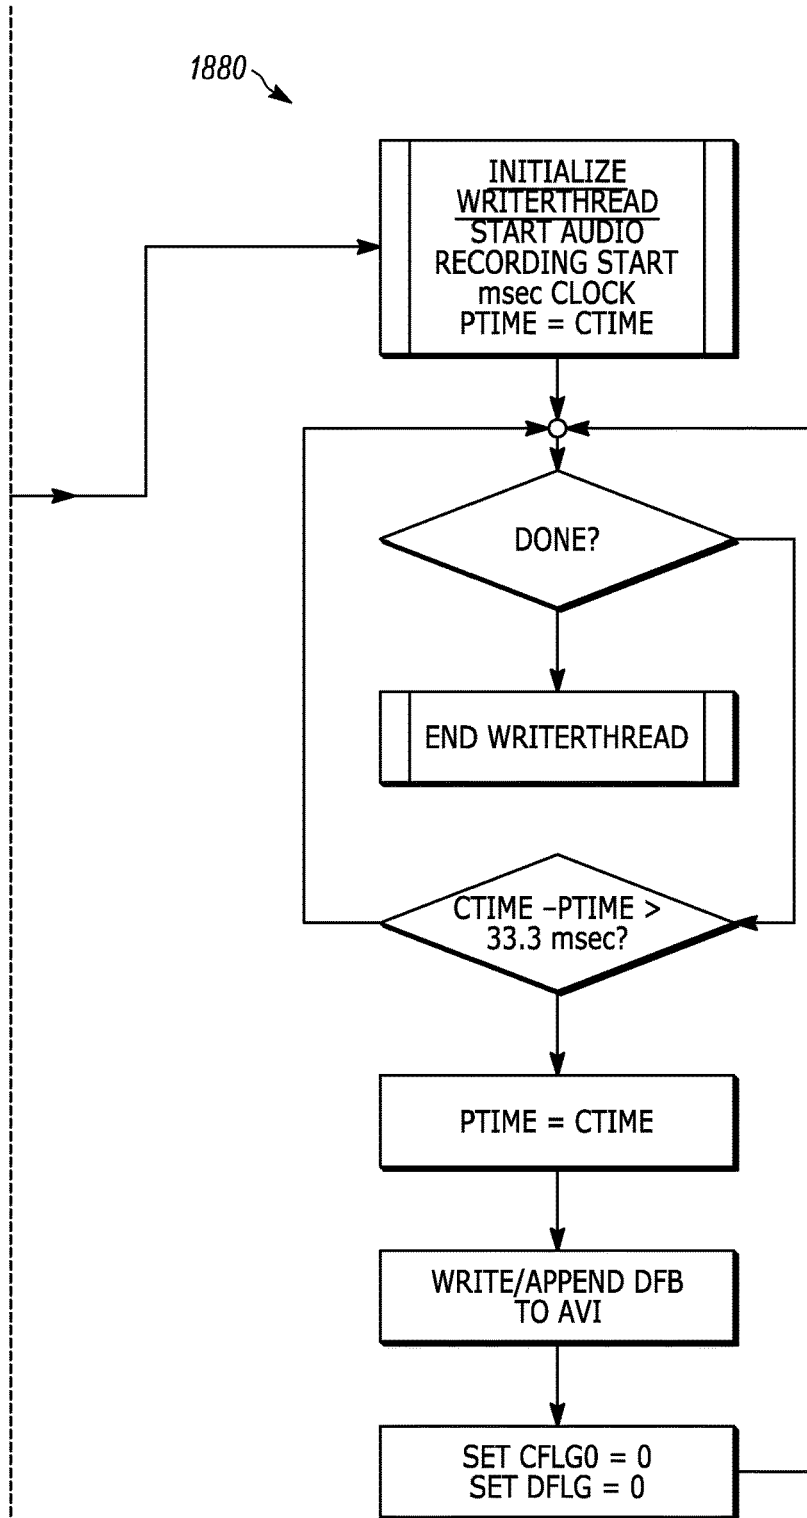 1880
INITIALIZE
WRITERTHREAD
START AUDIO
RECORDING START
msec CLOCK
PTIME = CTIME
DONE?
END WRITERTHREAD
CTIME –PTIME >
33.3 msec?
PTIME = CTIME
WRITE/APPEND DFB
TO AVI
SET CFLG0 = 0
SET DFLG = 0